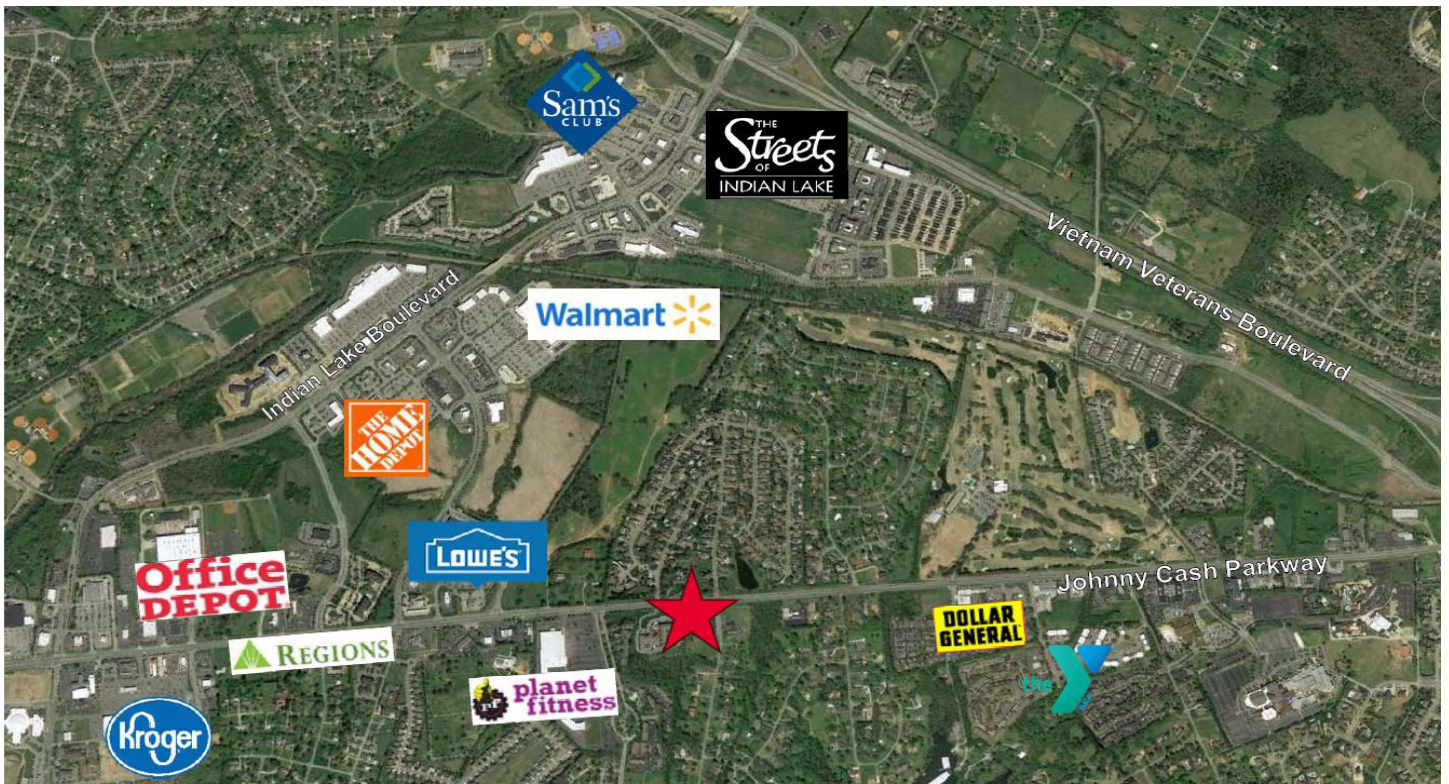 Sam's
CLUB
THE
Streets
OF
INDIAN LAKE
Vietnam Veterans Boulevard
Indian Lake Boulevard
Walmart
THE
HOME
DEPOT
LOWE'S
Office
DEPOT
Johnny Cash Parkway
REGIONS
DOLLAR
GENERAL
the
planet
fitness
Kroger